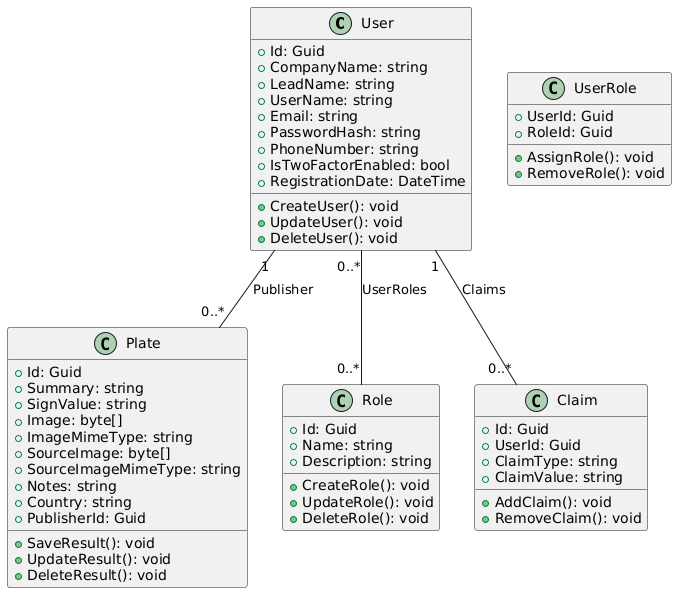 C User
Id: Guid
CompanyName: string
LeadName: string
UserName: string
Email: string
PasswordHash: string
PhoneNumber: string
IsTwoFactorEnabled: bool
RegistrationDate: DateTime
CreateUser(): void
UpdateUser(): void
DeleteUser(): void
C UserRole
UserId: Guid
RoleId: Guid
AssignRole(): void
RemoveRole(): void
1
0..*
1
Publisher
UserRoles
Claims
0..*
0..*
0..*
C Plate
Id: Guid
Summary: string
SignValue: string
Image: byte[]
ImageMimeType: string
SourceImage: byte[]
SourceImageMimeType: string
Notes: string
Country: string
PublisherId: Guid
SaveResult(): void
UpdateResult(): void
DeleteResult(): void
C Role
Id: Guid
Name: string
Description: string
CreateRole(): void
UpdateRole(): void
DeleteRole(): void
C Claim
Id: Guid
UserId: Guid
ClaimType: string
ClaimValue: string
AddClaim(): void
RemoveClaim(): void